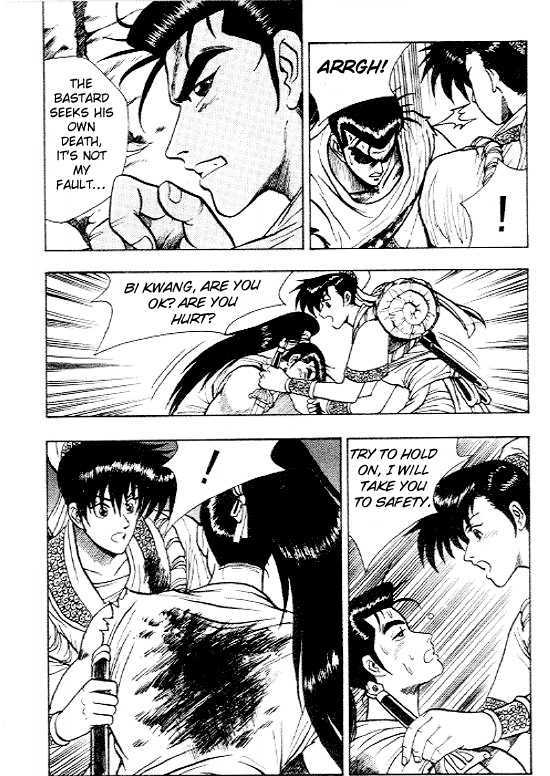 THE
BASTARD
SEEKS HIS
OWN
DEATH,
IT'S NOT
MY
FAULT...
ARRGH!
!
BI KWANG, ARE YOU
OK? ARE YOU
HURT?
!
TRY TO HOLD
ON, I WILL
TAKE YOU
TO SAFETY.